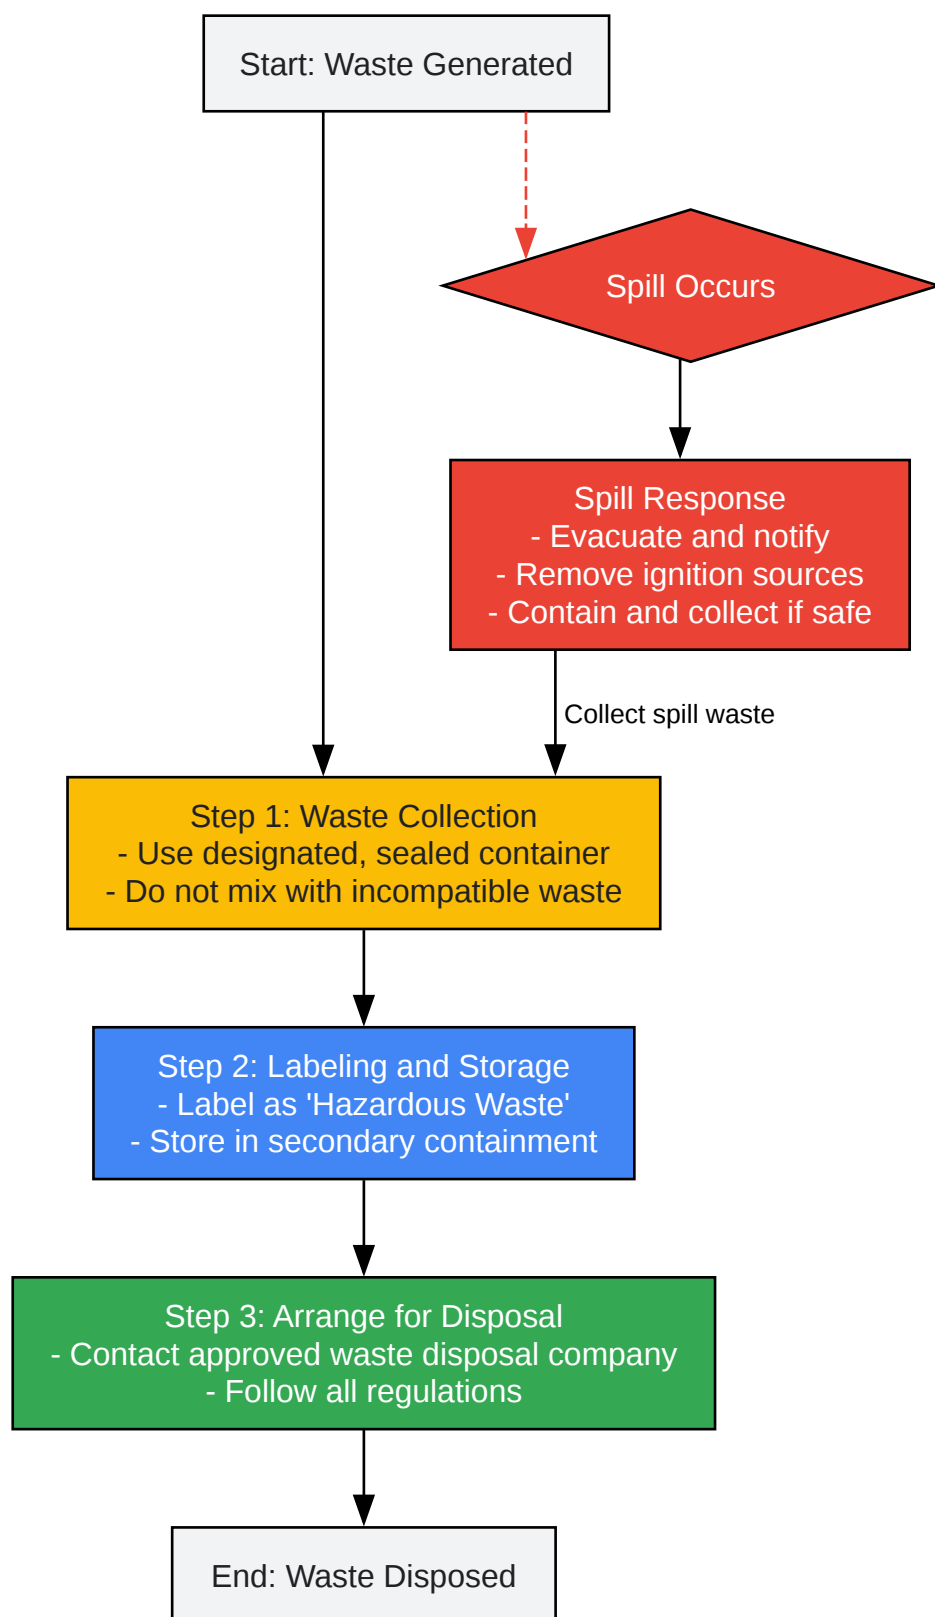 Start: Waste Generated
Spill Occurs
Spill Response
- Evacuate and notify
- Remove ignition sources
- Contain and collect if safe
Collect spill waste
Step 1: Waste Collection
- Use designated, sealed container
- Do not mix with incompatible waste
Step 2: Labeling and Storage
- Label as 'Hazardous Waste'
- Store in secondary containment
Step 3: Arrange for Disposal
- Contact approved waste disposal company
- Follow all regulations
End: Waste Disposed